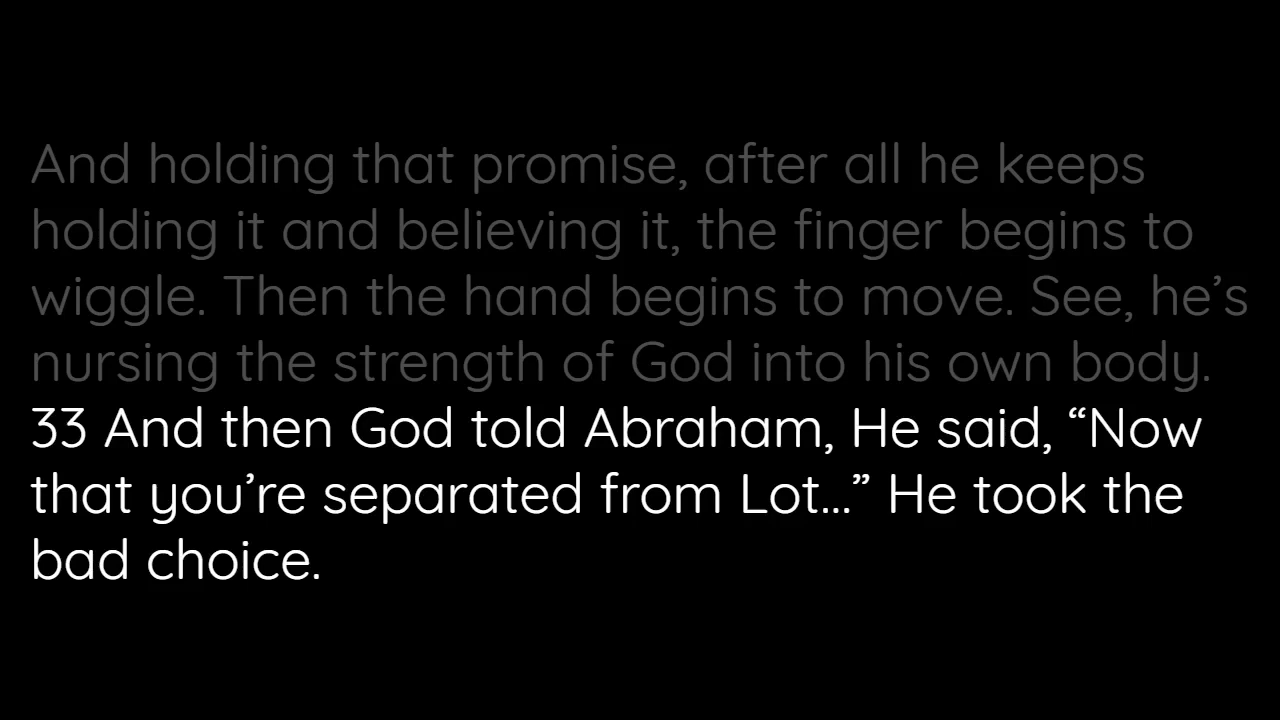 And holding that promise, after all he keeps
holding it and believing it, the finger begins to
wiggle. Then the hand begins to move. See, he’s
nursing the strength of God into his own body.
33 And then God told Abraham, He said, “Now
that you’re separated from Lot...” He took the
bad choice.